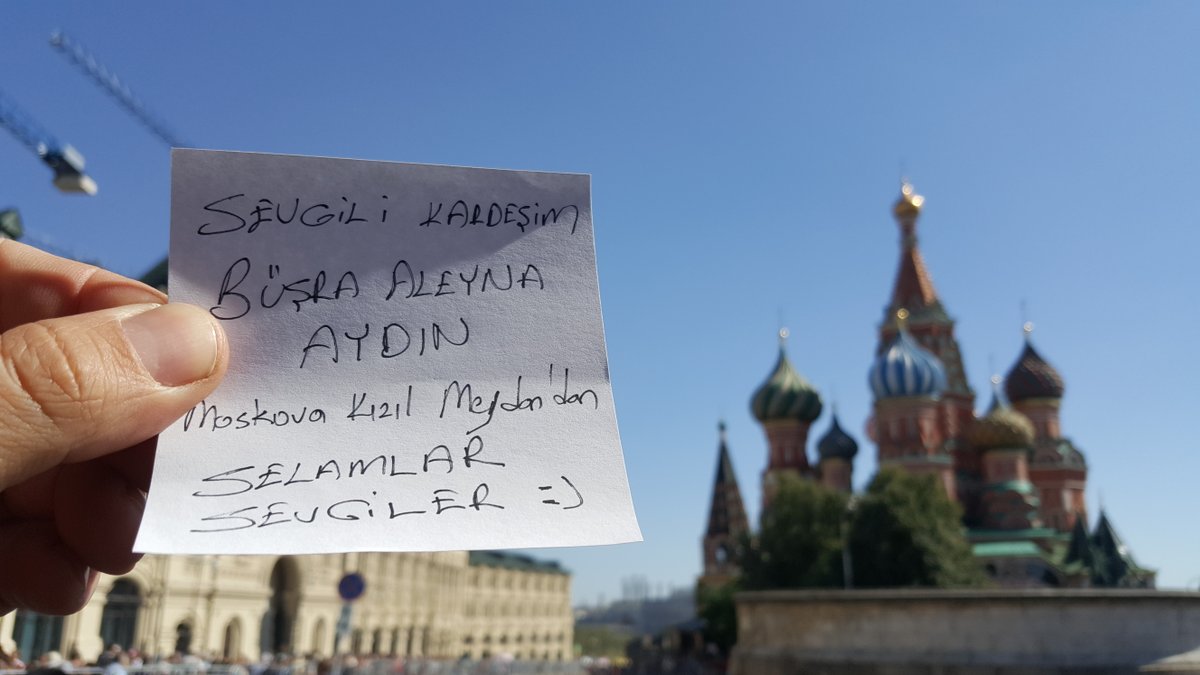 SEVGİLİ KARDEŞİM
BÜŞRA ALEYNA
AYDIN
Moskova Kızıl Meydan'dan
SELAMLAR
SEVGİLER =)